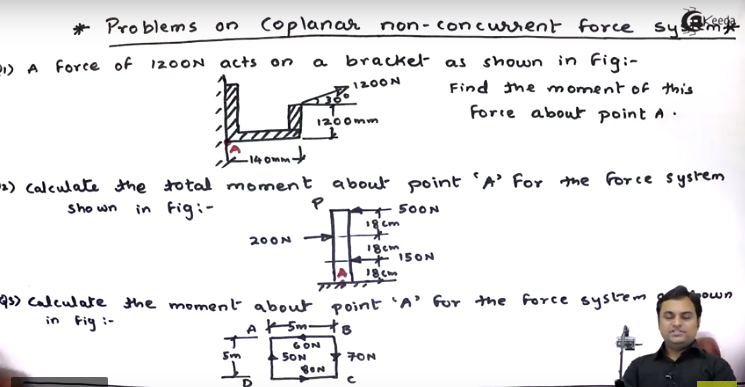 * Problems on Coplanar non-concurrent force system *
Q1) A Force of 1200N acts on a bracket as shown in fig:-
1200N
30°
Find the moment of this
force about point A.
1200mm
A
140mm
2) Calculate the total moment about point 'A' for the force system
shown in fig:-
P
500N
18cm
200N
18cm
150N
A
18cm
Q3) Calculate the moment about point 'A' for the force system
in fig:-
A
5m
B
60N
5m
50N
70N
80N
D
C